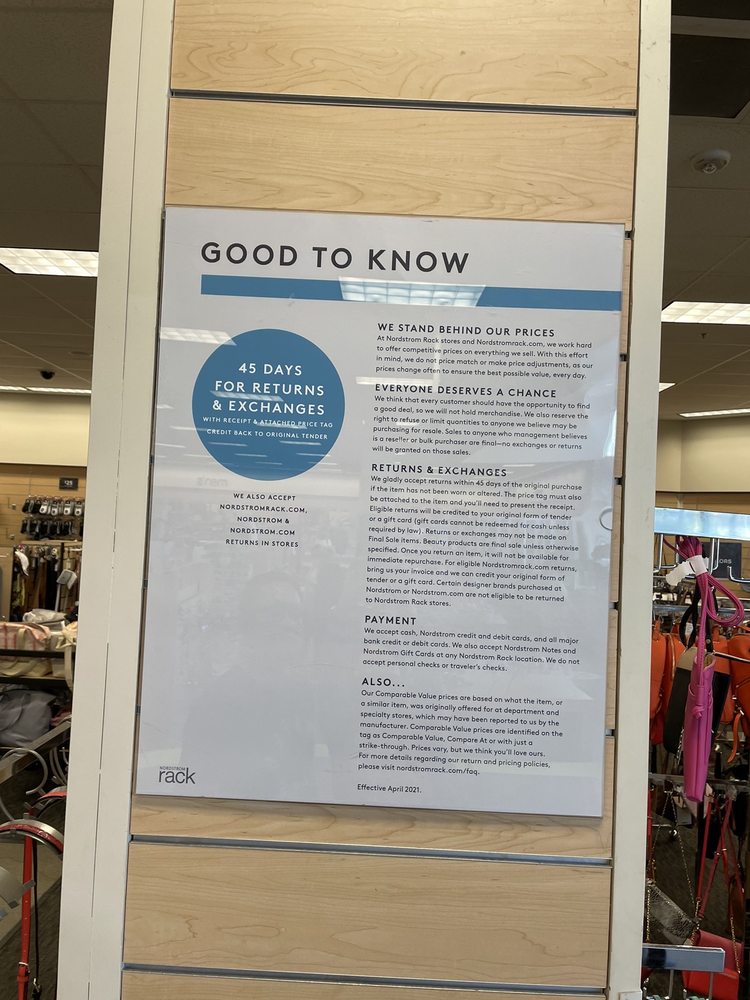 GOOD TO KNOW
45 DAYS
FOR RETURNS
& EXCHANGES
WITH RECEIPT & ATTACHED PRICE TAG
CREDIT BACK TO ORIGINAL TENDER
WE ALSO ACCEPT
NORDSTROMRACK.COM,
NORDSTROM &
NORDSTROM.COM
RETURNS IN STORES
WE STAND BEHIND OUR PRICES
At Nordstrom Rack stores and Nordstromrack.com, we work hard
to offer competitive prices on everything we sell. With this effort
in mind, we do not price match or make price adjustments, as our
prices change often to ensure the best possible value, every day.
EVERYONE DESERVES A CHANCE
We think that every customer should have the opportunity to find
a good deal, so we will not hold merchandise. We also reserve the
right to refuse or limit quantities to anyone we believe may be
purchasing for resale. Sales to anyone who management believes
is a reseller or bulk purchaser are final—no exchanges or returns
will be granted on those sales.
RETURNS & EXCHANGES
We gladly accept returns within 45 days of the original purchase
if the item has not been worn or altered. The price tag must also
be attached to the item and you'll need to present the receipt.
Eligible returns will be credited to your original form of tender
or a gift card (gift cards cannot be redeemed for cash unless
required by law). Returns or exchanges may not be made on
Final Sale items. Beauty products are final sale unless otherwise
specified. Once you return an item, it will not be available for
immediate repurchase. For eligible Nordstromrack.com returns,
bring us your invoice and we can credit your original form of
tender or a gift card. Certain designer brands purchased at
Nordstrom or Nordstrom.com are not eligible to be returned
to Nordstrom Rack stores.
PAYMENT
We accept cash, Nordstrom credit and debit cards, and all major
bank credit or debit cards. We also accept Nordstrom Notes and
Nordstrom Gift Cards at any Nordstrom Rack location. We do not
accept personal checks or traveler's checks.
ALSO...
Our Comparable Value prices are based on what the item, or
a similar item, was originally offered for at department and
specialty stores, which may have been reported to us by the
manufacturer. Comparable Value prices are identified on the
tag as Comparable Value, Compare At or with just a
strike-through. Prices vary, but we think you'll love ours.
For more details regarding our return and pricing policies,
please visit nordstromrack.com/faq.
Effective April 2021.
NORDSTROM
rack